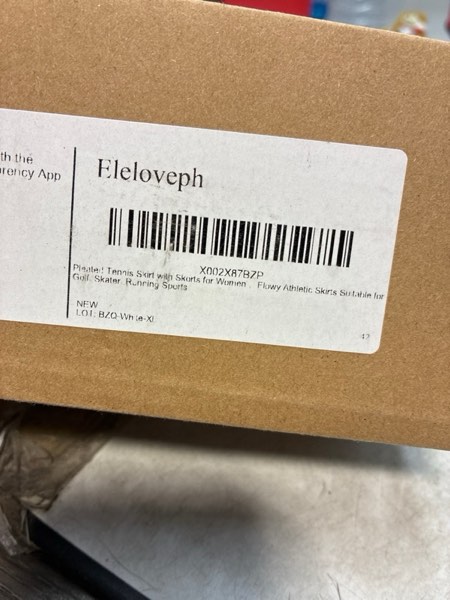 th the
rency App
Eleloveph
X002X87BZP
Pleated Tennis Skirt with Skorts for Women Flowy Athletic Skirts Suitable for
Golf, Skater, Running Sports
NEW
LOT: BZQ-White-XL
42